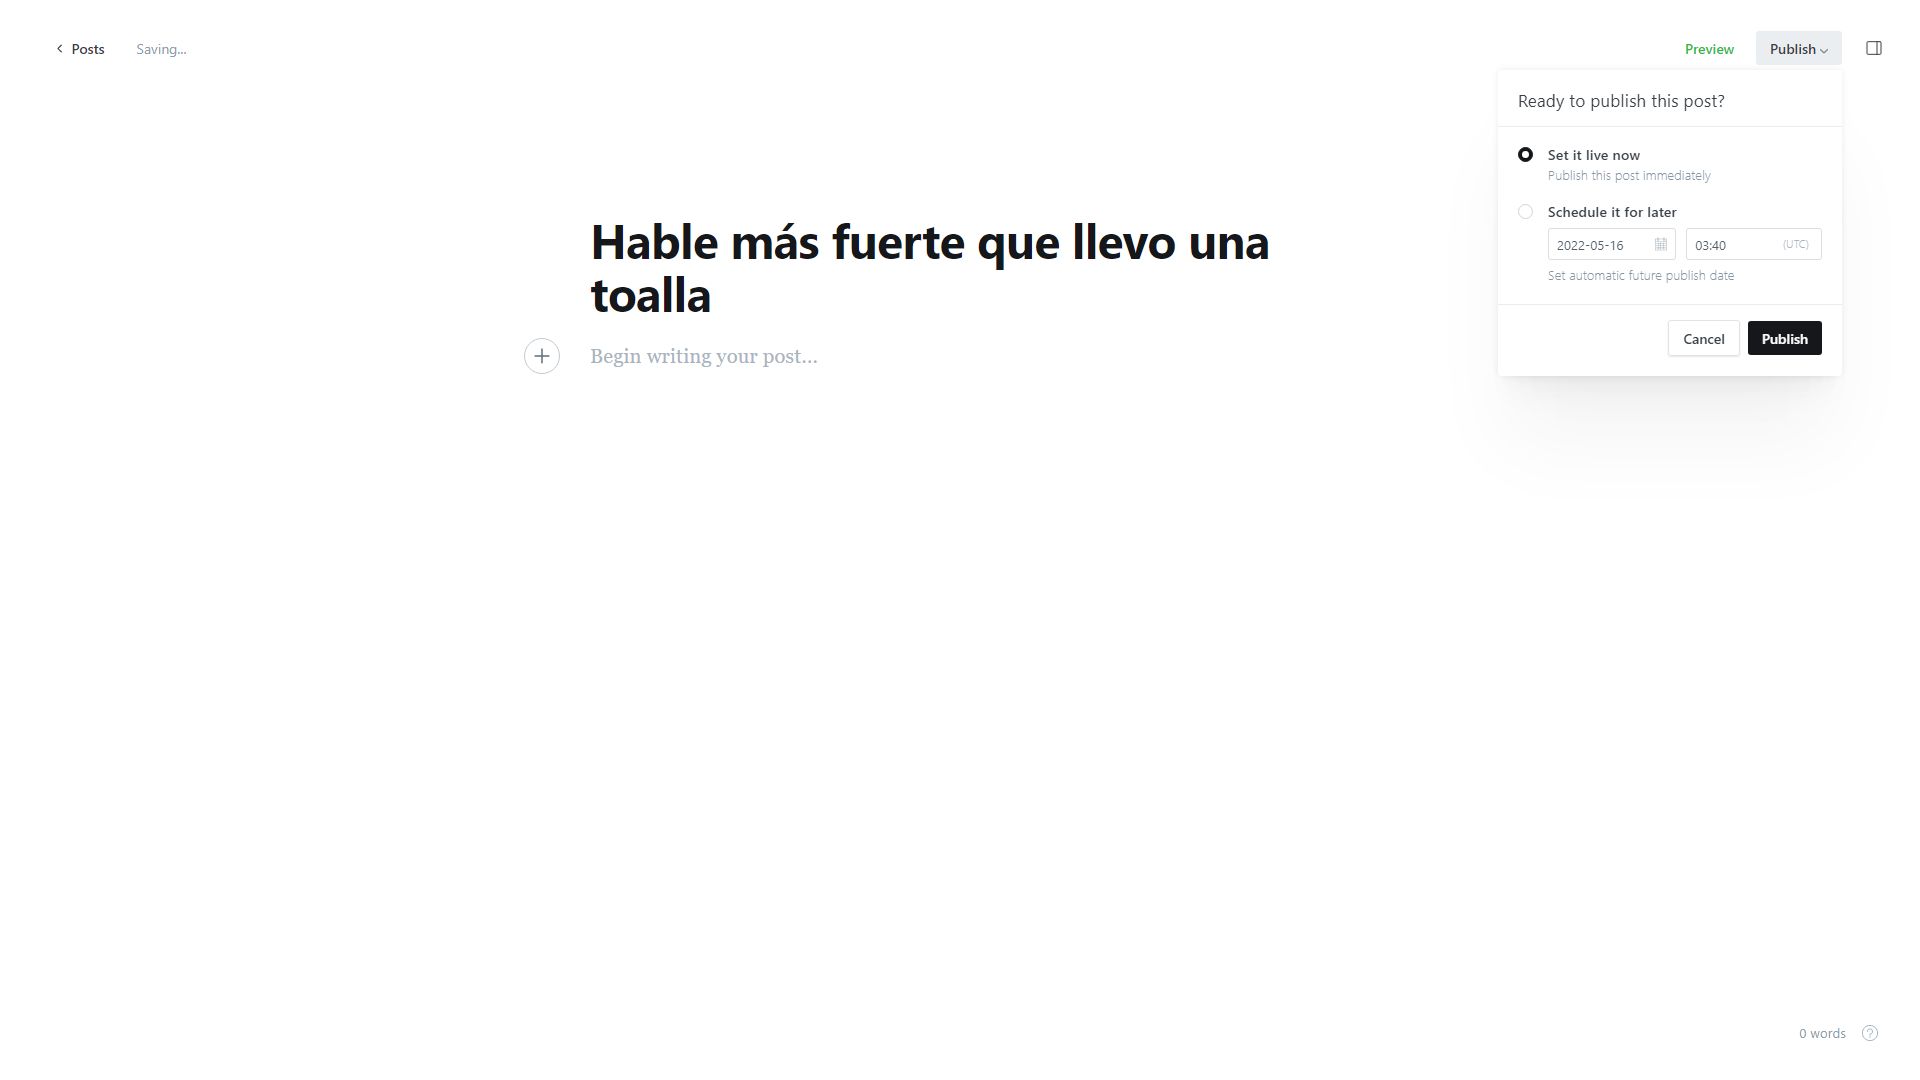 Posts
Saving...
Preview
Publish
Ready to publish this post?
Set it live now
Publish this post immediately
Schedule it for later
2022-05-16
03:40
(UTC)
Set automatic future publish date
Cancel
Publish
Hable más fuerte que llevo una
toalla
Begin writing your post...
0 words
?